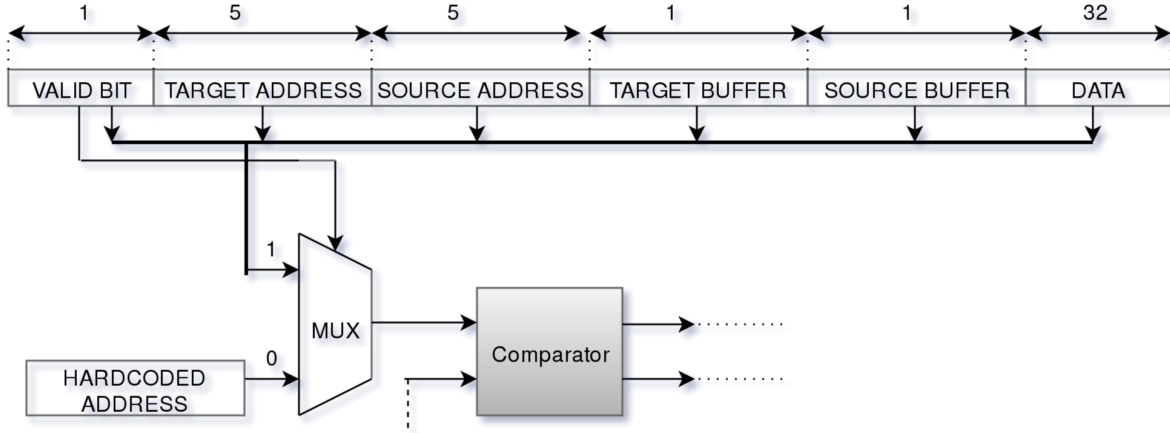 1 5 5 1 1 32
VALID BIT TARGET ADDRESS SOURCE ADDRESS TARGET BUFFER SOURCE BUFFER DATA
1
MUX
0
Comparator
HARDCODED
ADDRESS